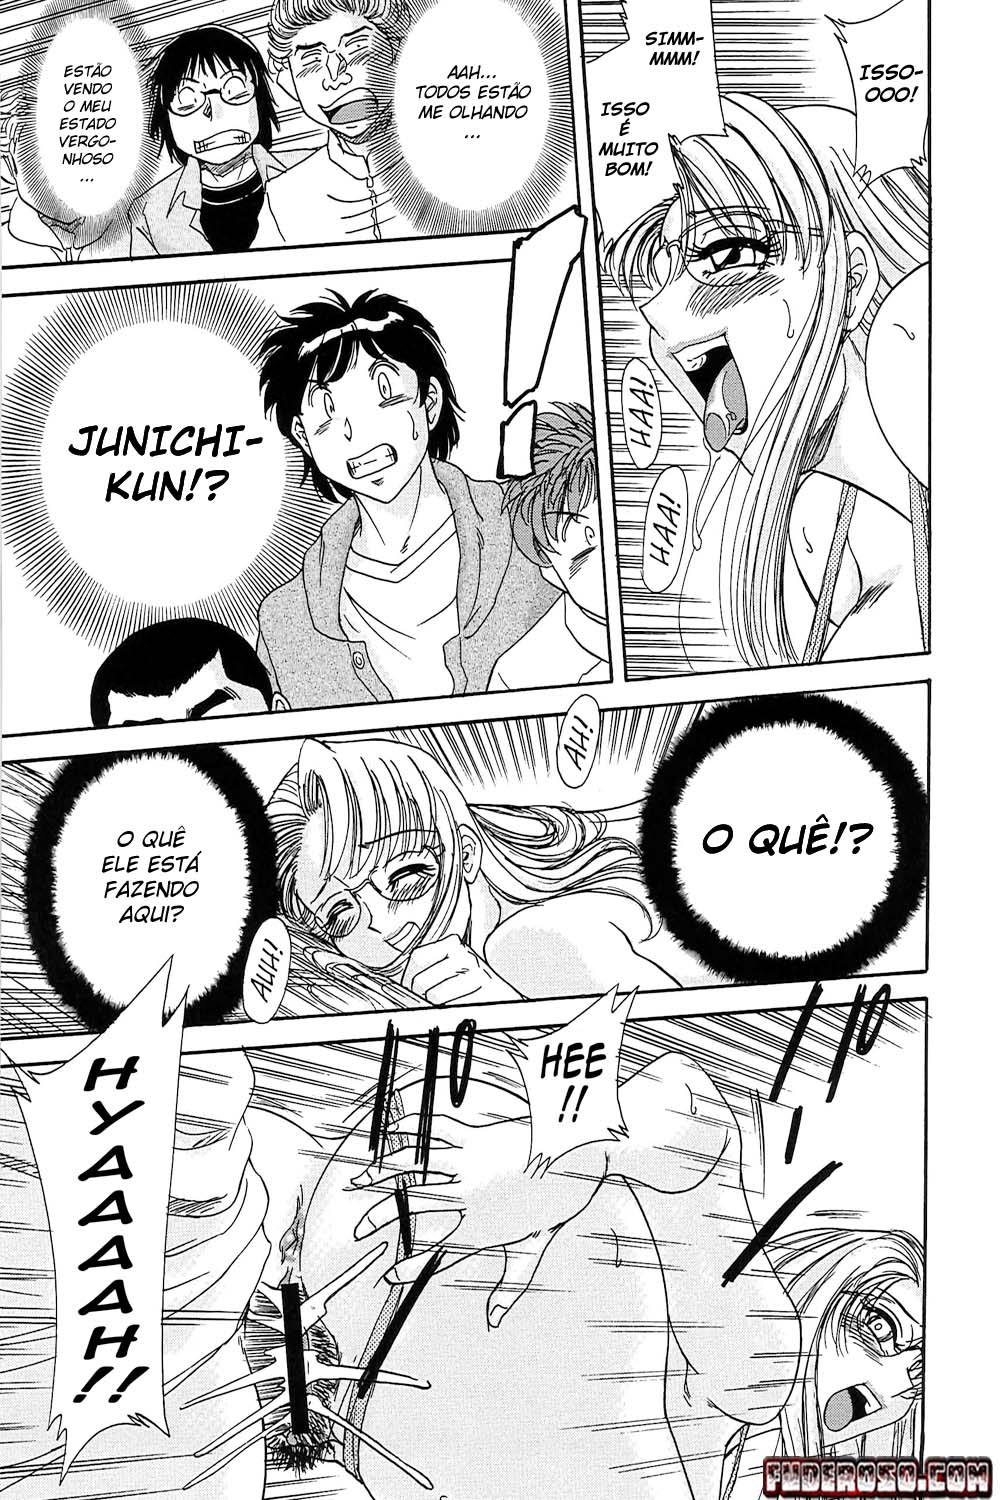 ISSO-
OOO!
SIMM-
MMM!
ISSO
É
MUITO
BOM!
HAA!
HAA!
AAH...
TODOS ESTÃO
ME OLHANDO
...
ESTÃO
VENDO
O MEU
ESTADO
VERGO-
NHOSO
...
JUNICHI-
KUN!?
O QUÊ!?
AH!
O QUÊ
ELE ESTÁ
FAZENDO
AQUI?
AUH!
HEE
!!
HYAAAAH!!
FUDEROSO.COM